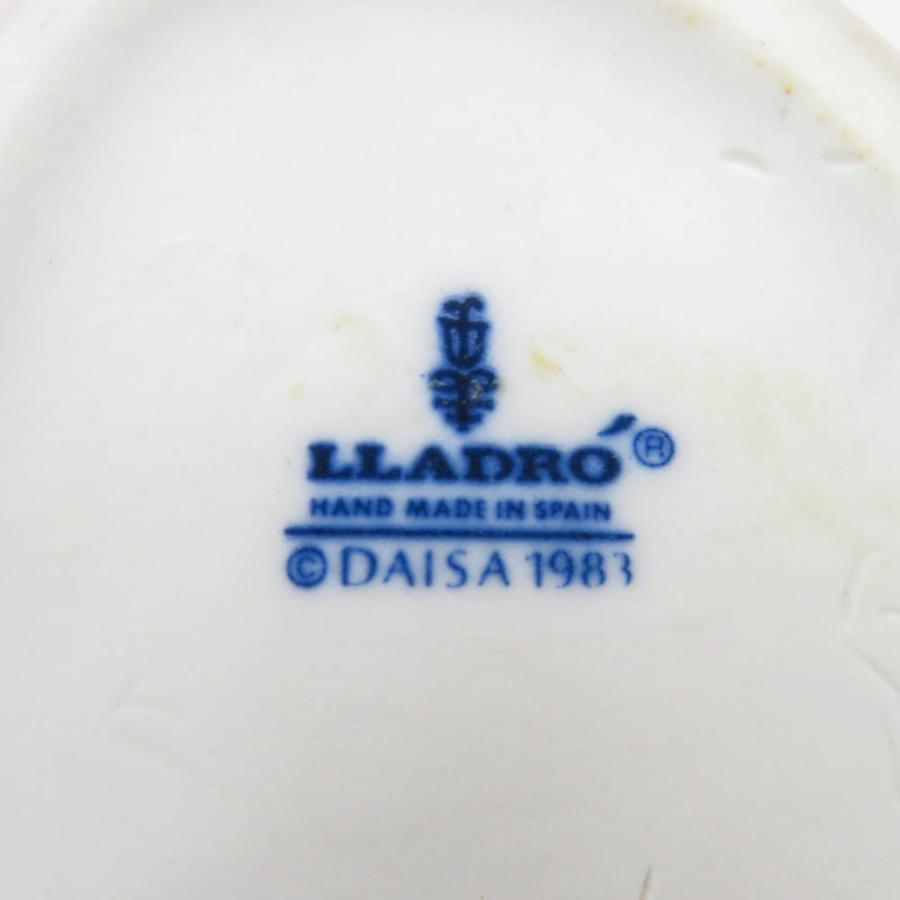 LLADRÓ ®
HAND MADE IN SPAIN
© DAISA 1983